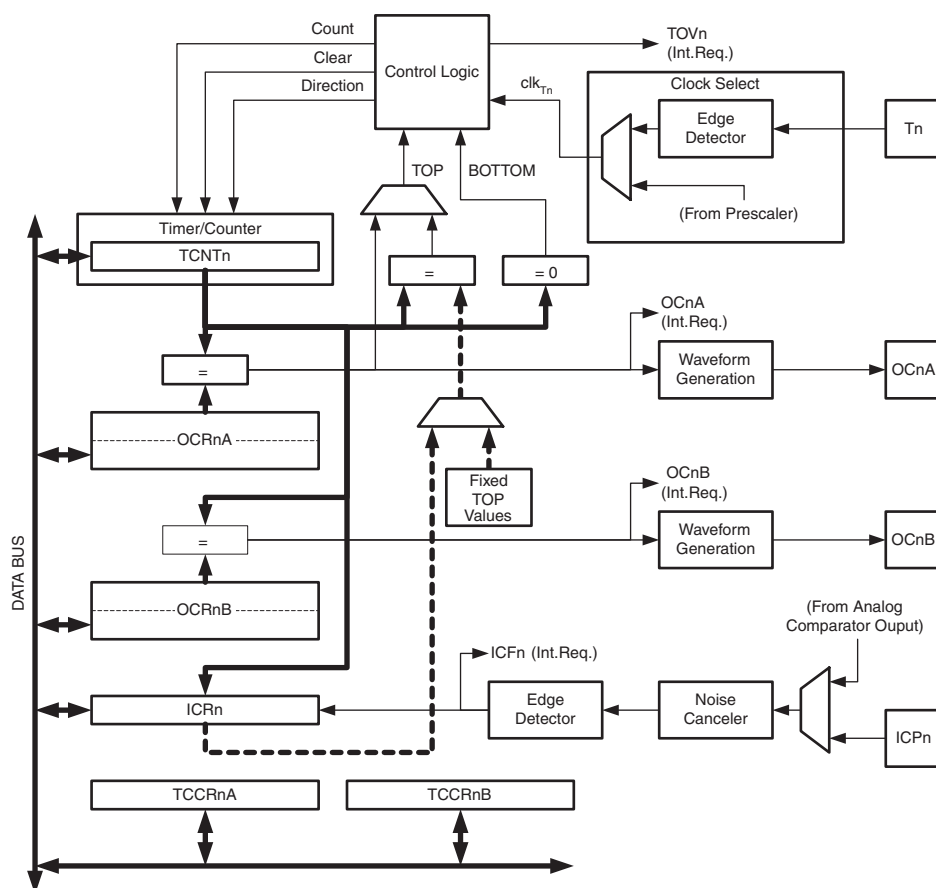 Count
Clear
Direction
Control Logic
TOVn
(Int.Req.)
clkTn
Clock Select
Edge
Detector
Tn
(From Prescaler)
TOP
BOTTOM
Timer/Counter
TCNTn
=
= 0
OCnA
(Int.Req.)
=
Waveform
Generation
OCnA
OCRnA
Fixed
TOP
Values
OCnB
(Int.Req.)
=
Waveform
Generation
OCnB
OCRnB
DATA BUS
(From Analog
Comparator Ouput)
ICFn (Int.Req.)
ICRn
Edge
Detector
Noise
Canceler
ICPn
TCCRnA
TCCRnB